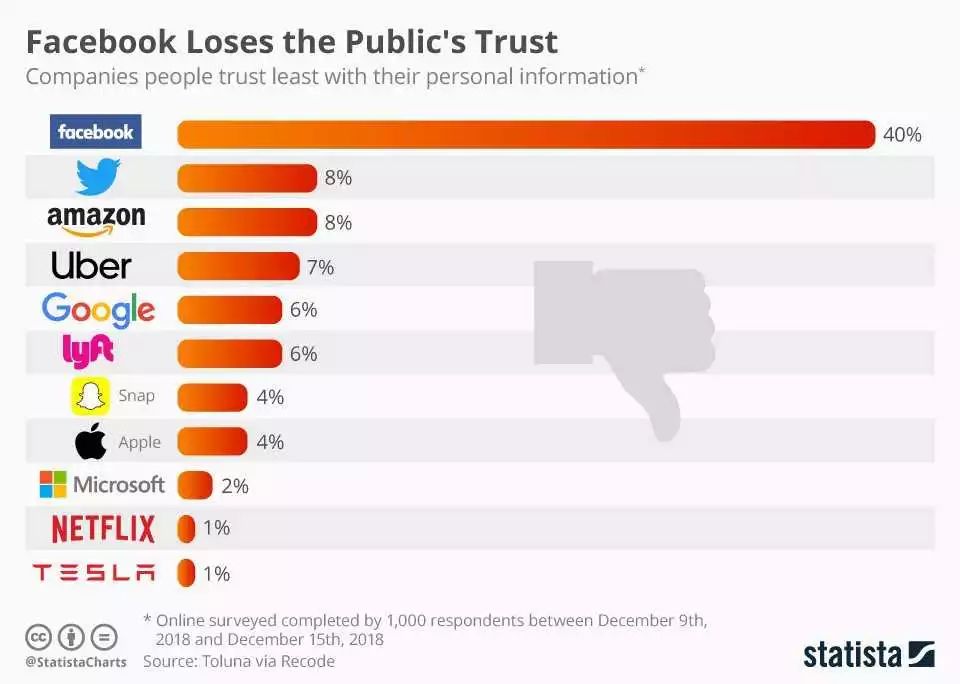 Facebook Loses the Public's Trust
Companies people trust least with their personal information*
facebook 40%
8%
amazon 8%
Uber 7%
Google 6%
lyft 6%
Snap 4%
Apple 4%
Microsoft 2%
NETFLIX 1%
TESLA 1%
* Online surveyed completed by 1,000 respondents between December 9th,
2018 and December 15th, 2018
cc
@StatistaCharts Source: Toluna via Recode
statista